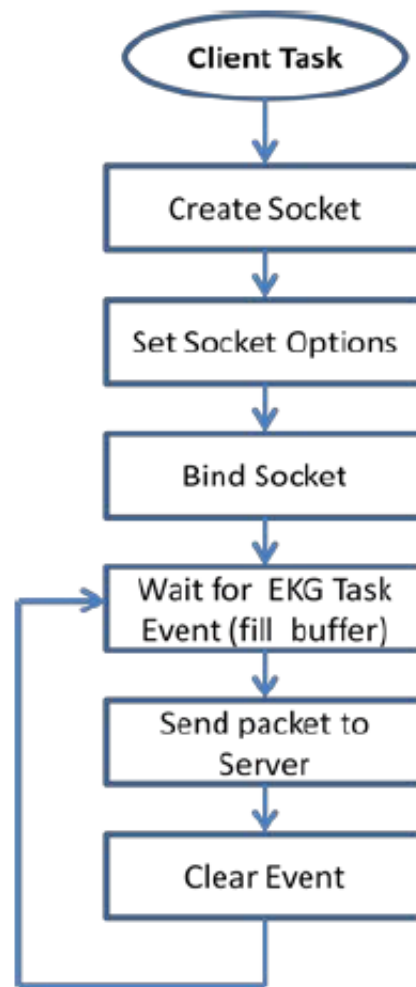 Client Task
Create Socket
Set Socket Options
Bind Socket
Wait for EKG Task
Event (fill buffer)
Send packet to
Server
Clear Event